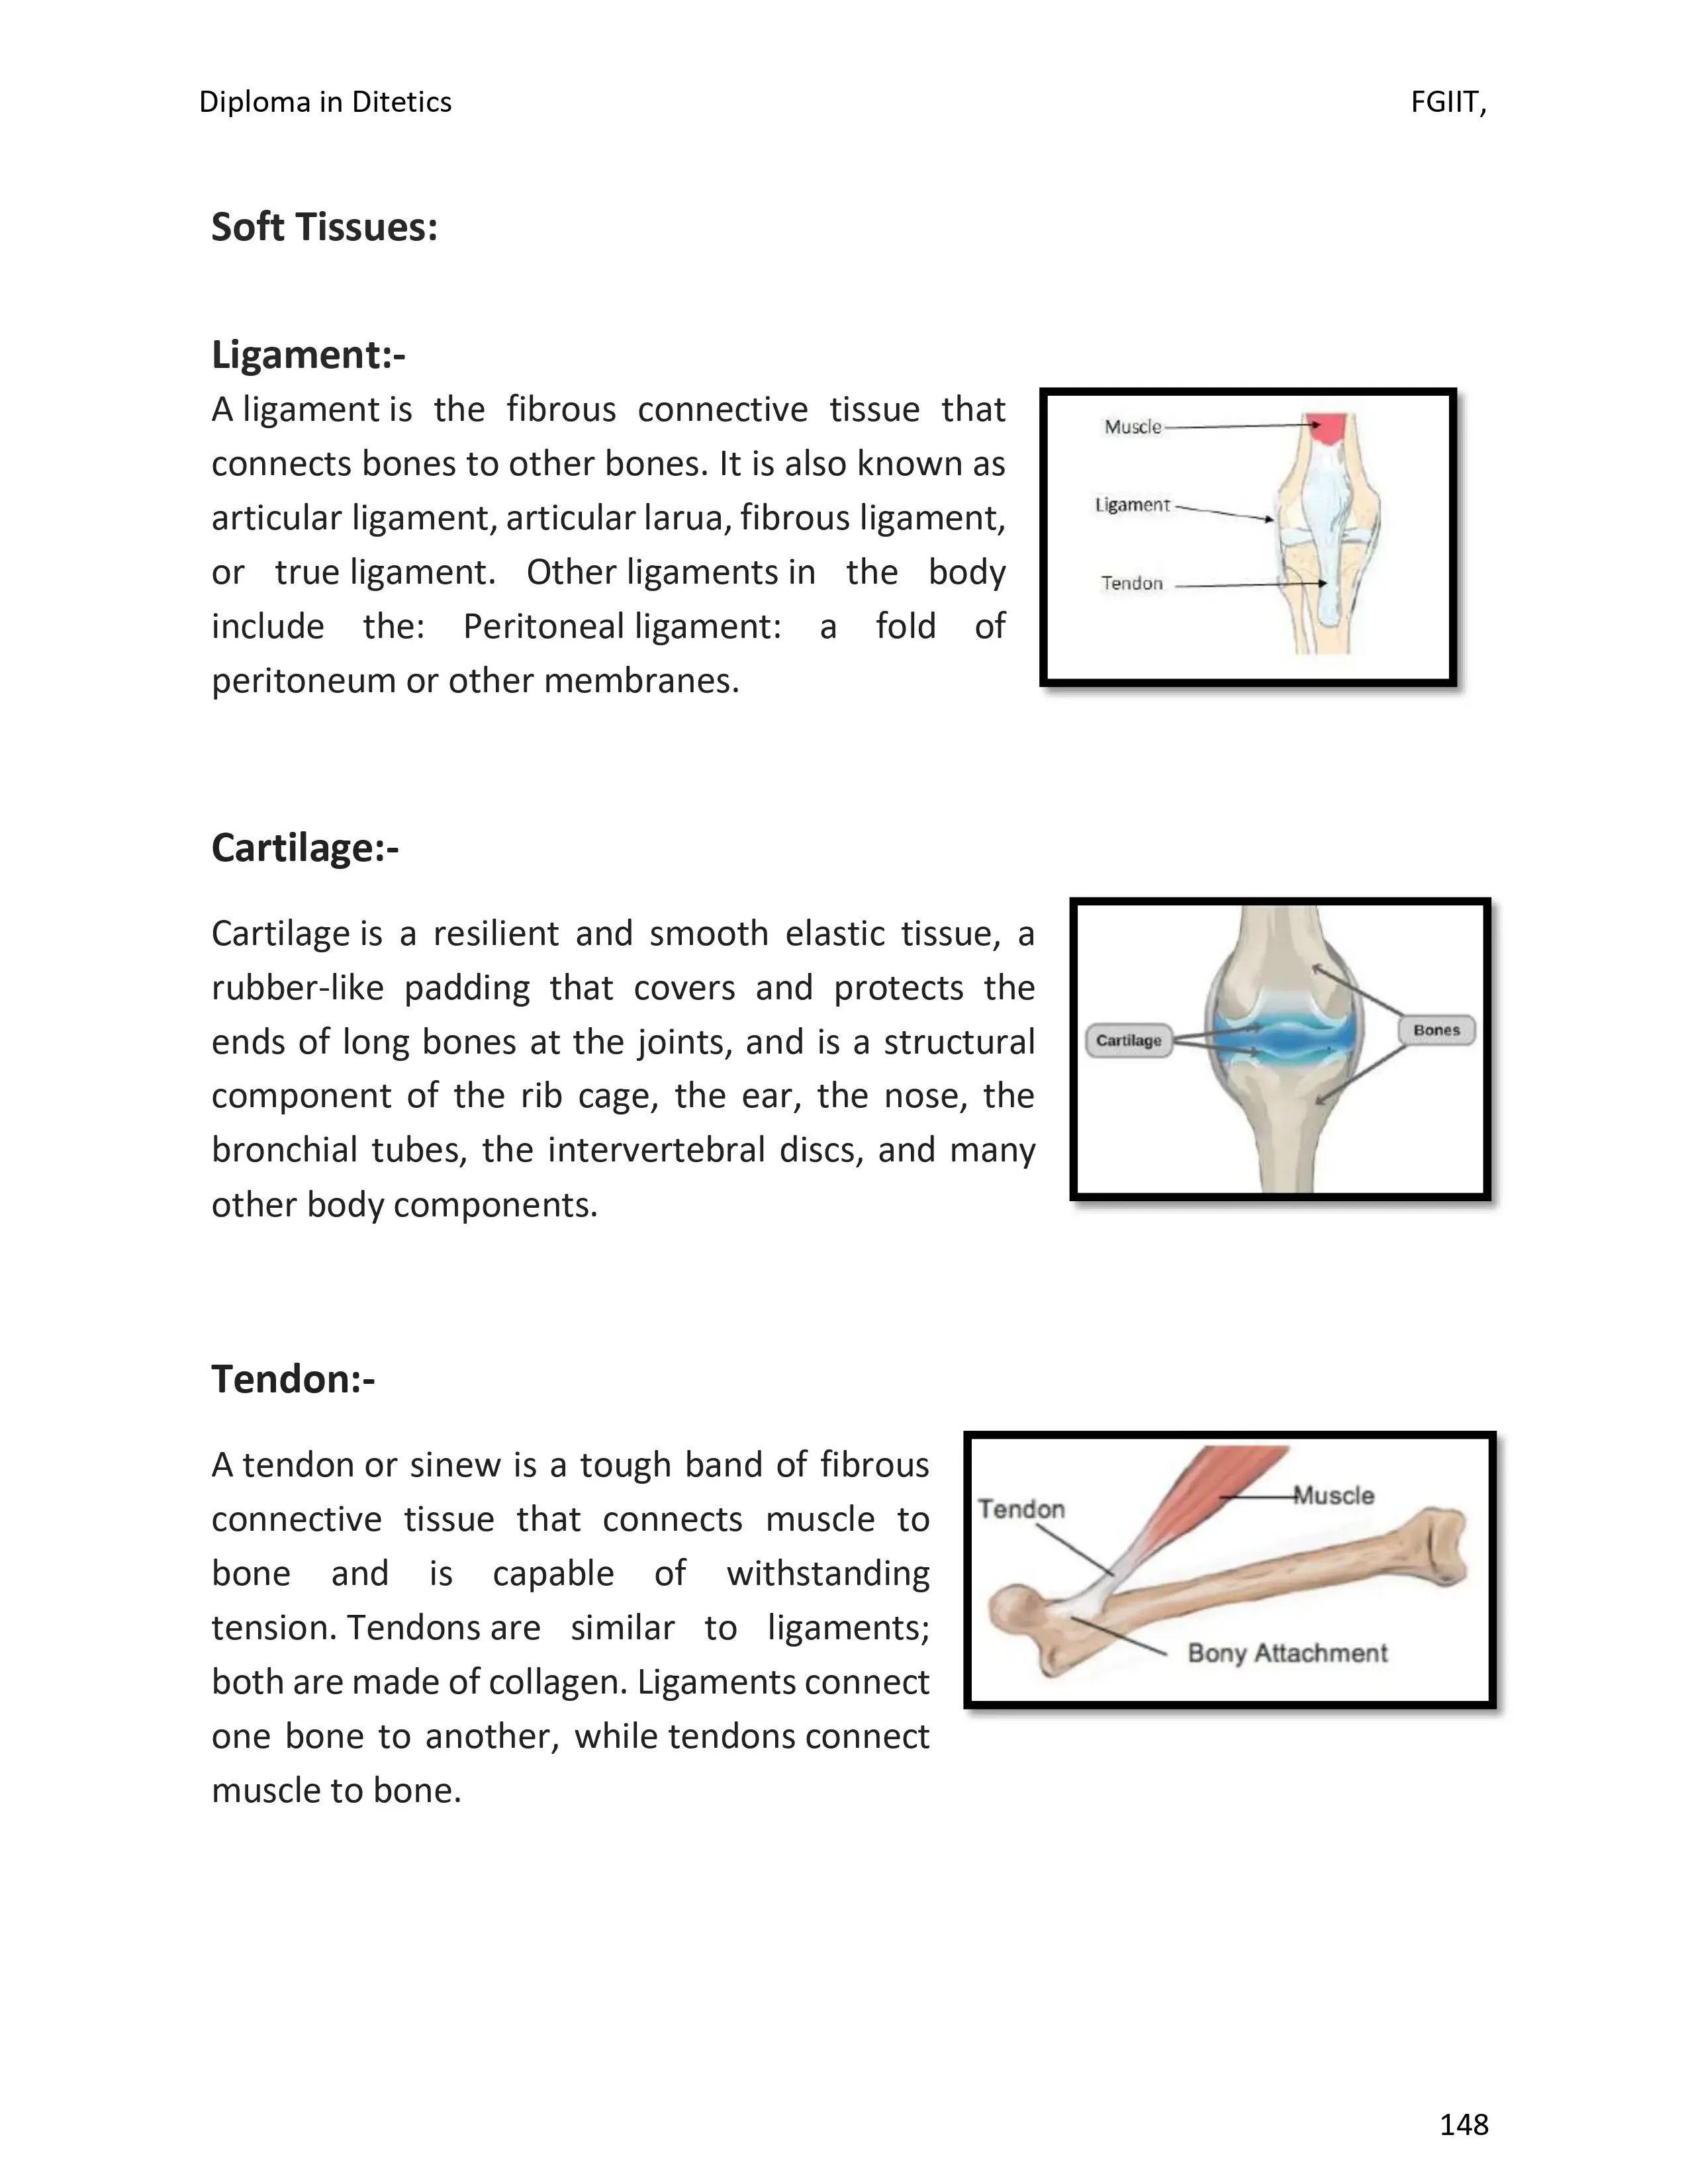 Diploma in Ditetics FGIIT,
Soft Tissues:
Ligament:-
A ligament is the fibrous connective tissue that
connects bones to other bones. It is also known as
articular ligament, articular larua, fibrous ligament,
or true ligament. Other ligaments in the body
include the: Peritoneal ligament: a fold of
peritoneum or other membranes.
Muscle
Ligament
Tendon
Cartilage:-
Cartilage is a resilient and smooth elastic tissue, a
rubber-like padding that covers and protects the
ends of long bones at the joints, and is a structural
component of the rib cage, the ear, the nose, the
bronchial tubes, the intervertebral discs, and many
other body components.
Cartilage
Bones
Tendon:-
A tendon or sinew is a tough band of fibrous
connective tissue that connects muscle to
bone and is capable of withstanding
tension. Tendons are similar to ligaments;
both are made of collagen. Ligaments connect
one bone to another, while tendons connect
muscle to bone.
Tendon
Muscle
Bony Attachment
148